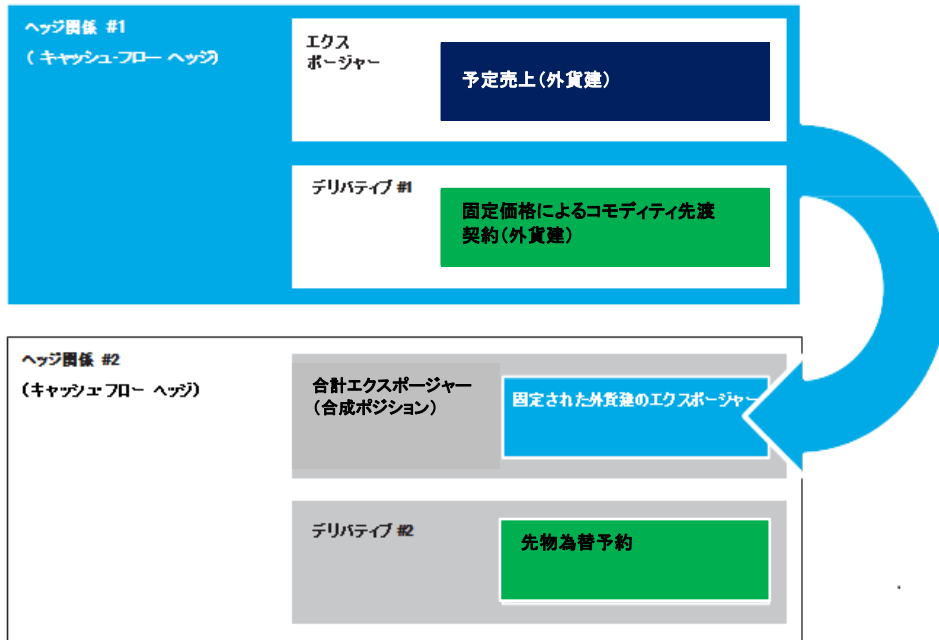 ヘッジ関係 #1
( キャッシュ・フロー ヘッジ)
エクス
ポージャー
予定売上(外貨建)
デリバティブ #1
固定価格によるコモディティ先渡
契約(外貨建)
ヘッジ関係 #2
(キャッシュ・フロー ヘッジ)
合計エクスポージャー
(合成ポジション)
固定された外貨建のエクスポージャー
デリバティブ #2
先物為替予約